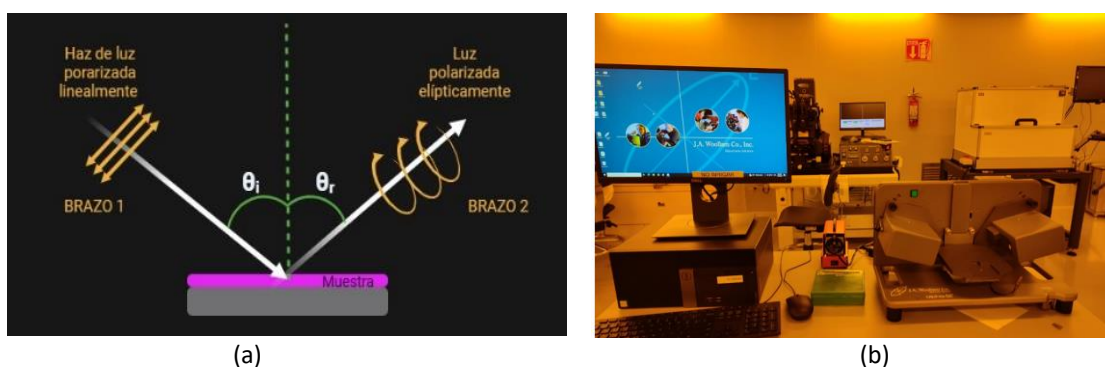 Haz de luz
porarizada
linealmente
Luz
polarizada
elípticamente
θi
θr
BRAZO 1
BRAZO 2
Muestra
J.A. Woollam Co., Inc.
(a)
(b)